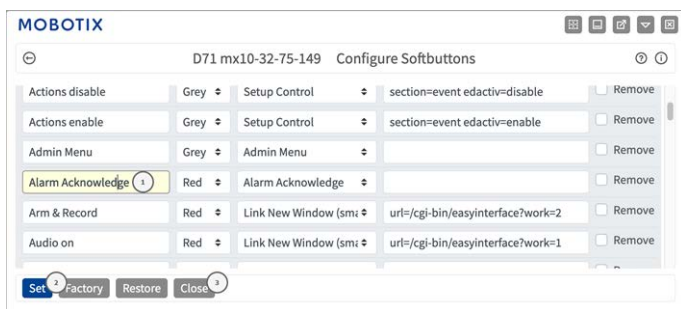 MOBOTIX
D71 mx10-32-75-149 Configure Softbuttons
Actions disable Grey Setup Control section=event edactiv=disable Remove
Actions enable Grey Setup Control section=event edactiv=enable Remove
Admin Menu Grey Admin Menu Remove
Alarm Acknowledge 1 Red Alarm Acknowledge Remove
Arm & Record Red Link New Window (sma url=/cgi-bin/easyinterface?work=2 Remove
Audio on Red Link New Window (sma url=/cgi-bin/easyinterface?work=1 Remove
Set 2 Factory Restore Close 3